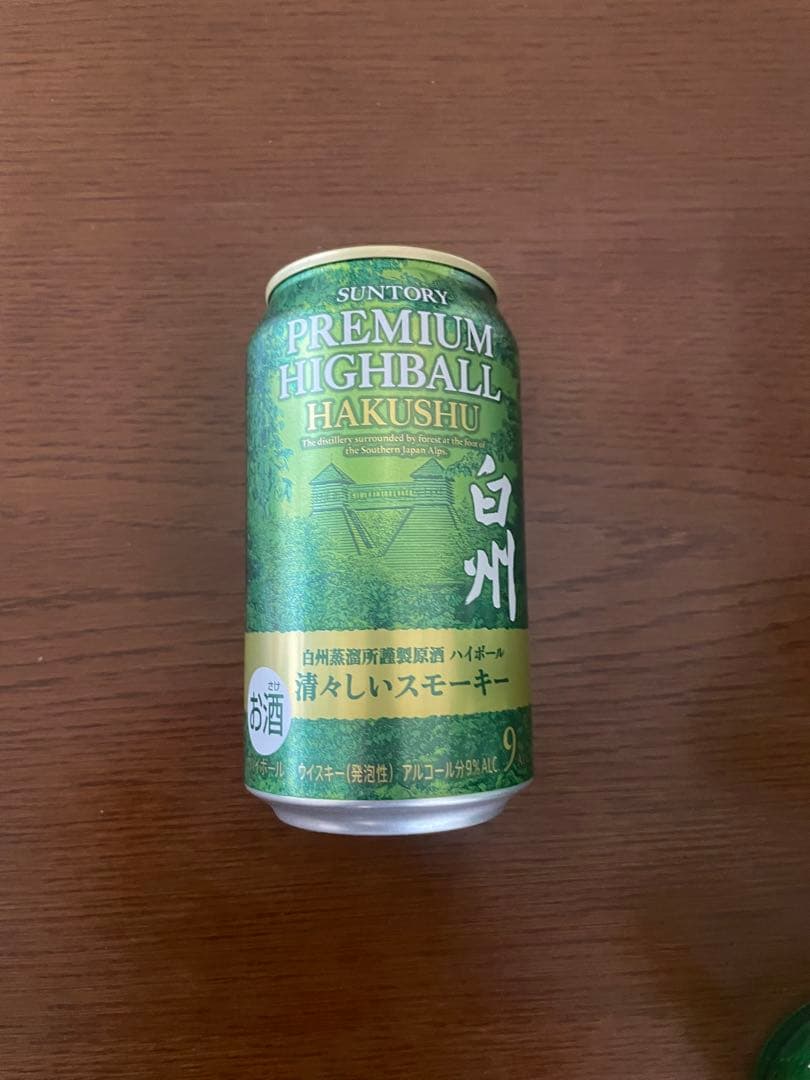 SUNTORY
PREMIUM
HIGHBALL
HAKUSHU
The distillery surrounded by forest at the foot of
the Southern Japan Alps.
白州
白州蒸溜所謹製原酒 ハイボール
清々しいスモーキー
さけ
お酒
イボール ウイスキー(発泡性) アルコール分9%ALC 9